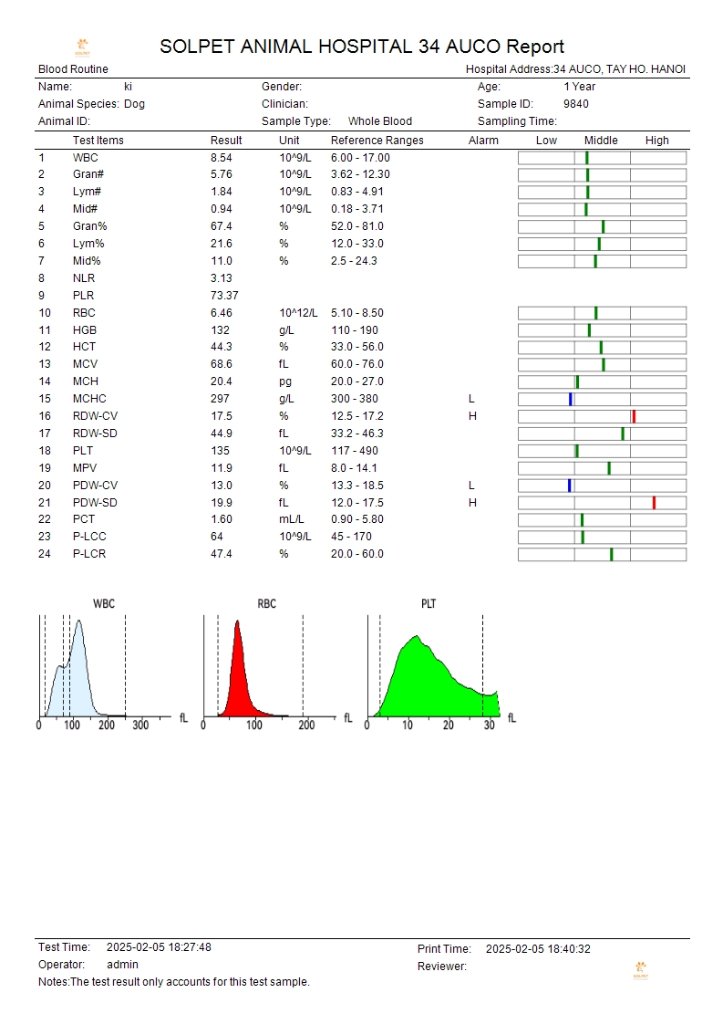 SOLPET ANIMAL HOSPITAL 34 AUCO Report
Blood Routine Hospital Address:34 AUCO, TAY HO. HANOI
Name: ki Gender: Age: 1 Year
Animal Species: Dog Clinician: Sample ID: 9840
Animal ID: Sample Type: Whole Blood Sampling Time:
Test Items Result Unit Reference Ranges Alarm Low Middle High
1 WBC 8.54 10^9/L 6.00 - 17.00
2 Gran# 5.76 10^9/L 3.62 - 12.30
3 Lym# 1.84 10^9/L 0.83 - 4.91
4 Mid# 0.94 10^9/L 0.18 - 3.71
5 Gran% 67.4 % 52.0 - 81.0
6 Lym% 21.6 % 12.0 - 33.0
7 Mid% 11.0 % 2.5 - 24.3
8 NLR 3.13
9 PLR 73.37
10 RBC 6.46 10^12/L 5.10 - 8.50
11 HGB 132 g/L 110 - 190
12 HCT 44.3 % 33.0 - 56.0
13 MCV 68.6 fL 60.0 - 76.0
14 MCH 20.4 pg 20.0 - 27.0
15 MCHC 297 g/L 300 - 380 L
16 RDW-CV 17.5 % 12.5 - 17.2 H
17 RDW-SD 44.9 fL 33.2 - 46.3
18 PLT 135 10^9/L 117 - 490
19 MPV 11.9 fL 8.0 - 14.1
20 PDW-CV 13.0 % 13.3 - 18.5 L
21 PDW-SD 19.9 fL 12.0 - 17.5 H
22 PCT 1.60 mL/L 0.90 - 5.80
23 P-LCC 64 10^9/L 45 - 170
24 P-LCR 47.4 % 20.0 - 60.0
WBC RBC PLT
0 100 200 300 fL 0 100 200 fL 0 10 20 30 fL
Test Time: 2025-02-05 18:27:48 Print Time: 2025-02-05 18:40:32
Operator: admin Reviewer:
Notes:The test result only accounts for this test sample.